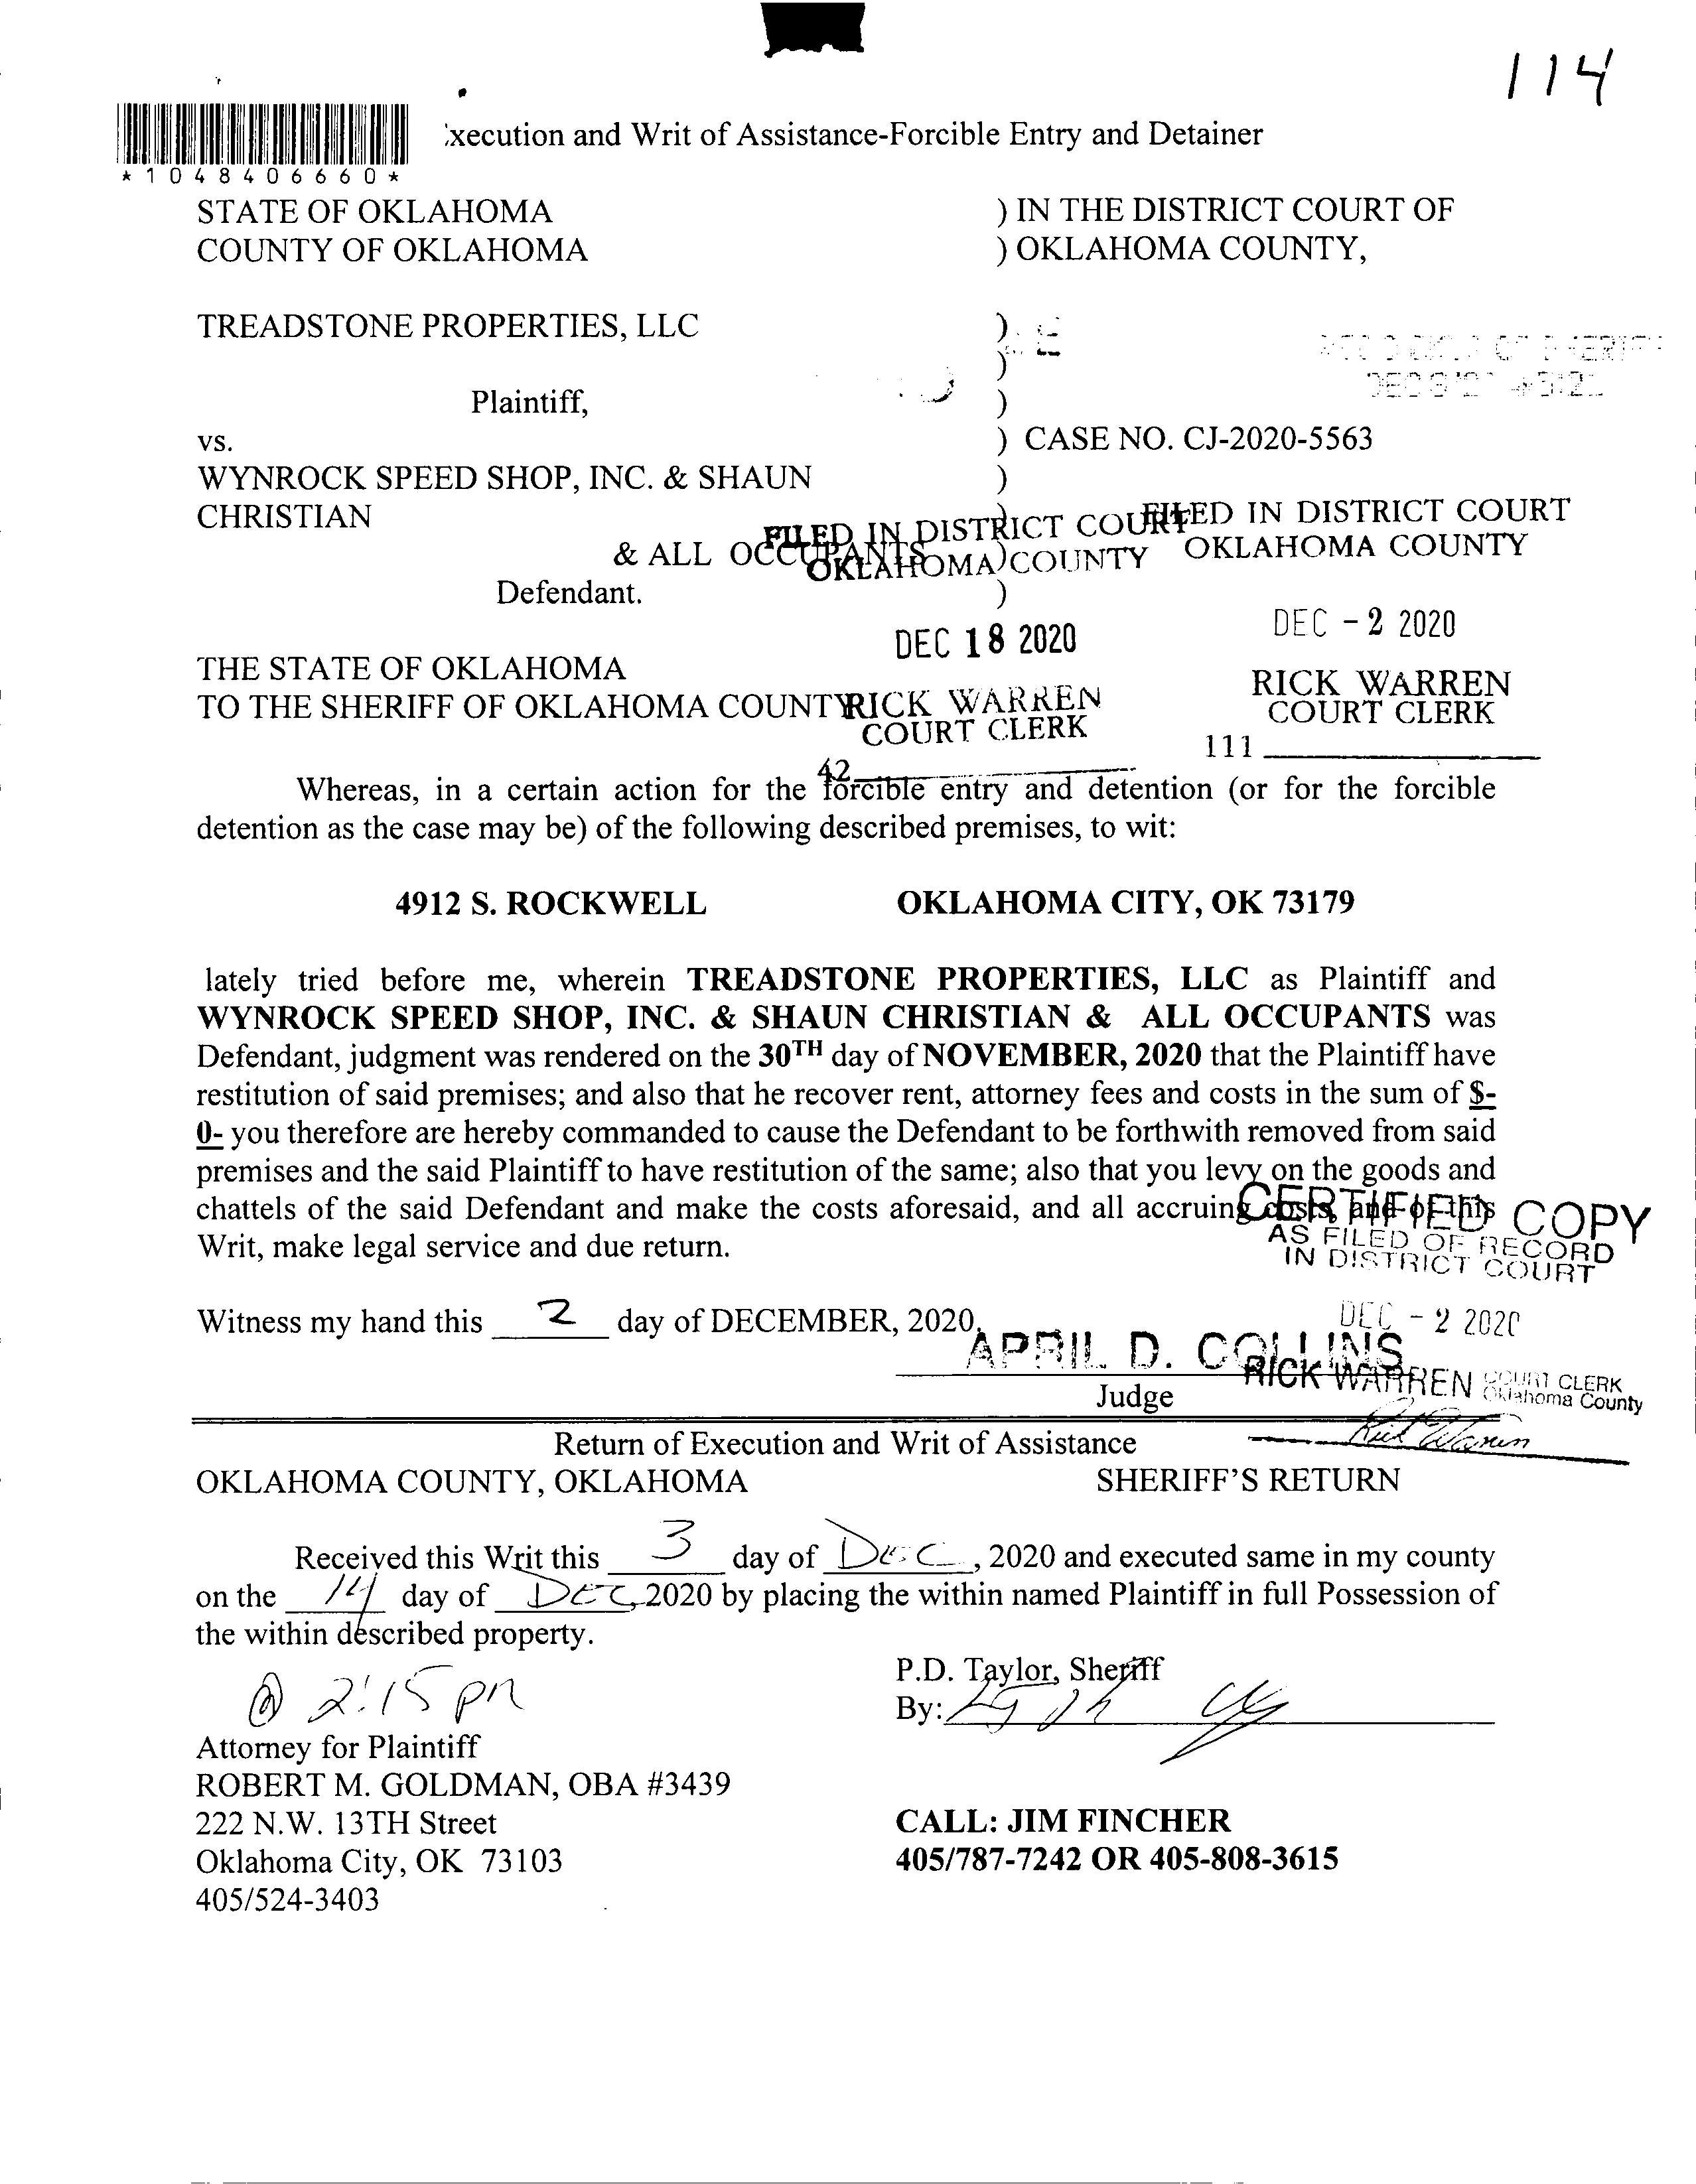 114
xecution and Writ of Assistance-Forcible Entry and Detainer
*1048406660*
STATE OF OKLAHOMA ) IN THE DISTRICT COURT OF
COUNTY OF OKLAHOMA ) OKLAHOMA COUNTY,
TREADSTONE PROPERTIES, LLC )
)
Plaintiff, )
vs. ) CASE NO. CJ-2020-5563
WYNROCK SPEED SHOP, INC. & SHAUN )
CHRISTIAN )
& ALL OCCUPANTS )
Defendant. )
FILED IN DISTRICT COURT
OKLAHOMA COUNTY
DEC 18 2020
RICK WARREN
COURT CLERK
42
FILED IN DISTRICT COURT
OKLAHOMA COUNTY
DEC - 2 2020
RICK WARREN
COURT CLERK
111
THE STATE OF OKLAHOMA
TO THE SHERIFF OF OKLAHOMA COUNTY
Whereas, in a certain action for the forcible entry and detention (or for the forcible
detention as the case may be) of the following described premises, to wit:
4912 S. ROCKWELL OKLAHOMA CITY, OK 73179
lately tried before me, wherein TREADSTONE PROPERTIES, LLC as Plaintiff and
WYNROCK SPEED SHOP, INC. & SHAUN CHRISTIAN & ALL OCCUPANTS was
Defendant, judgment was rendered on the 30TH day of NOVEMBER, 2020 that the Plaintiff have
restitution of said premises; and also that he recover rent, attorney fees and costs in the sum of $-
0- you therefore are hereby commanded to cause the Defendant to be forthwith removed from said
premises and the said Plaintiff to have restitution of the same; also that you levy on the goods and
chattels of the said Defendant and make the costs aforesaid, and all accruing costs, and of this
Writ, make legal service and due return.
CERTIFIED COPY
AS FILED OF RECORD
IN DISTRICT COURT
DEC - 2 2020
RICK WARREN COURT CLERK
Oklahoma County
Rick Warren
Witness my hand this 2 day of DECEMBER, 2020.
APRIL D. COLLINS
Judge
Return of Execution and Writ of Assistance
OKLAHOMA COUNTY, OKLAHOMA SHERIFF'S RETURN
Received this Writ this 3 day of DEC, 2020 and executed same in my county
on the 14 day of DEC 2020 by placing the within named Plaintiff in full Possession of
the within described property.
@ 2:15 pm
P.D. Taylor, Sheriff
By:
Attorney for Plaintiff
ROBERT M. GOLDMAN, OBA #3439
222 N.W. 13TH Street
Oklahoma City, OK 73103
405/524-3403
CALL: JIM FINCHER
405/787-7242 OR 405-808-3615